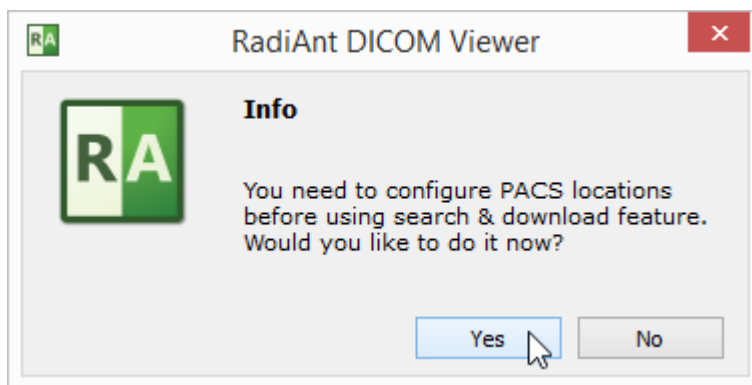 RA
RadiAnt DICOM Viewer
RA
Info
You need to configure PACS locations
before using search & download feature.
Would you like to do it now?
Yes
No